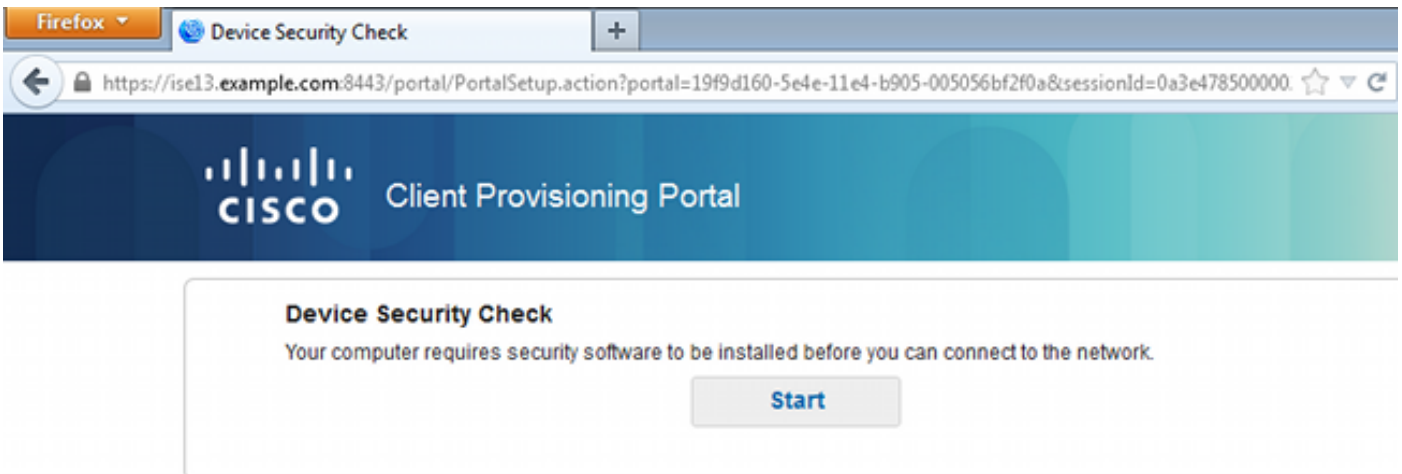 Firefox
Device Security Check
https://ise13.example.com:8443/portal/PortalSetup.action?portal=19f9d160-5e4e-11e4-b905-005056bf2f0a&sessionId=0a3e478500000.
CISCO
Client Provisioning Portal
Device Security Check
Your computer requires security software to be installed before you can connect to the network.
Start